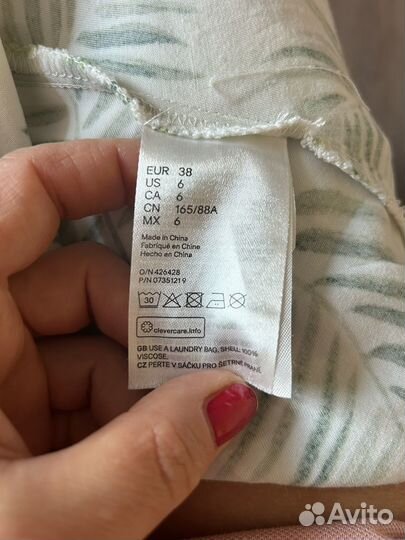 EUR 38
US 6
CA 6
CN 165/88A
MX 6
Made in China
Fabriqué en Chine
Hecho en China
O/N 426428
P/N 07351219
30
clevercare.info
GB USE A LAUNDRY BAG, SHELL: 100%
VISCOSE.
CZ PERTE V SÁČKU PRO ŠETRNÉ PRANÍ.
Avito